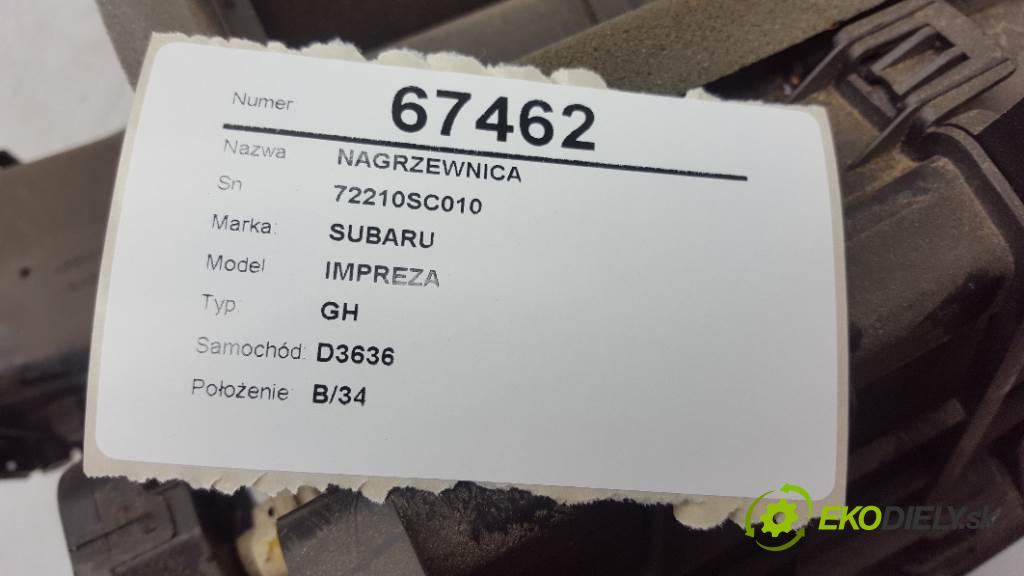 Numer 67462
Nazwa NAGRZEWNICA
Sn 72210SC010
Marka: SUBARU
Model IMPREZA
Typ GH
Samochód: D3636
Położenie: B/34
EKODIELY.sk